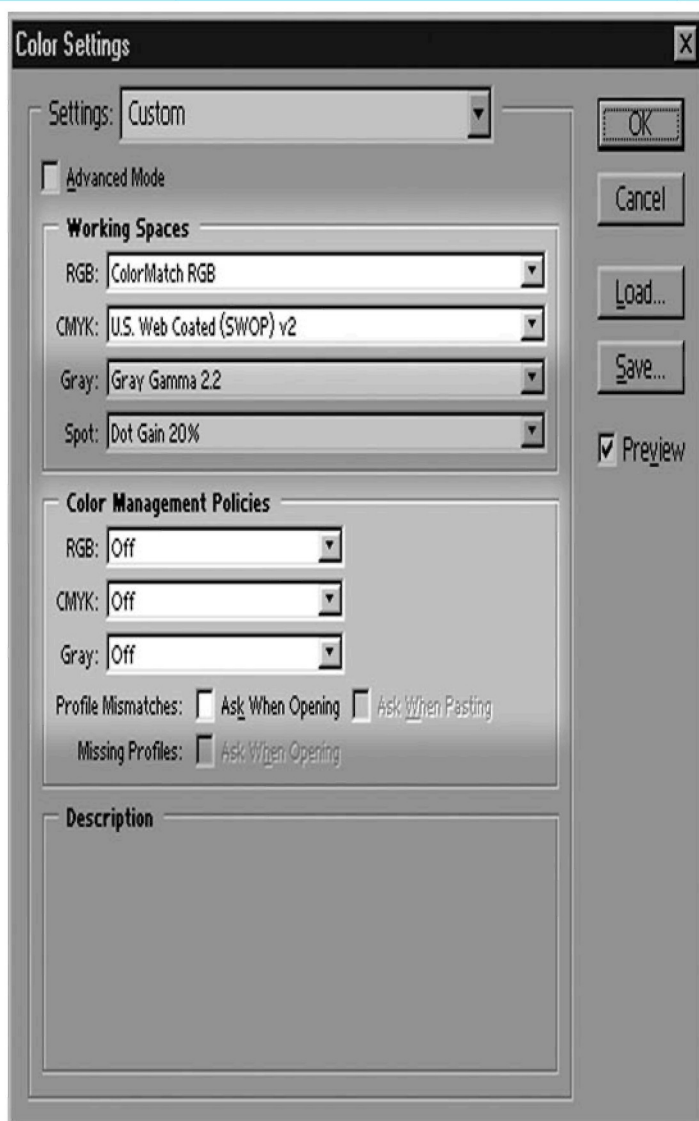 Color Settings
Settings: Custom
OK
Advanced Mode
Cancel
Working Spaces
RGB: ColorMatch RGB
Load...
CMYK: U.S. Web Coated (SWOP) v2
Gray: Gray Gamma 2.2
Save...
Spot: Dot Gain 20%
Preview
Color Management Policies
RGB: Off
CMYK: Off
Gray: Off
Profile Mismatches: Ask When Opening Ask When Pasting
Missing Profiles: Ask When Opening
Description